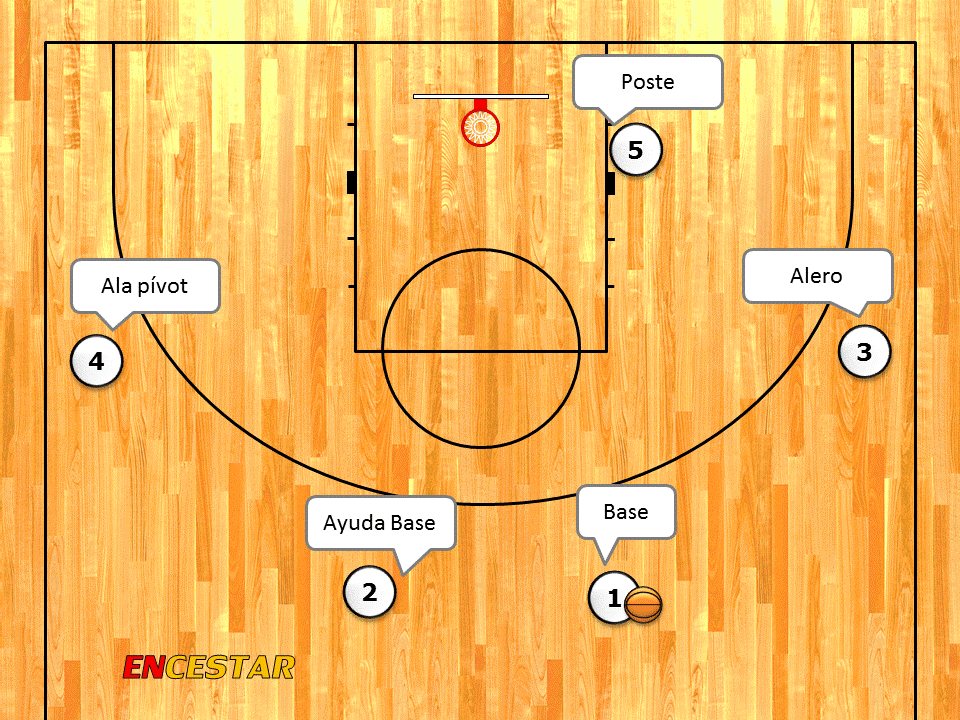 Poste
5
Ala pívot
Alero
4
3
Ayuda Base
Base
2
1
ENCESTAR